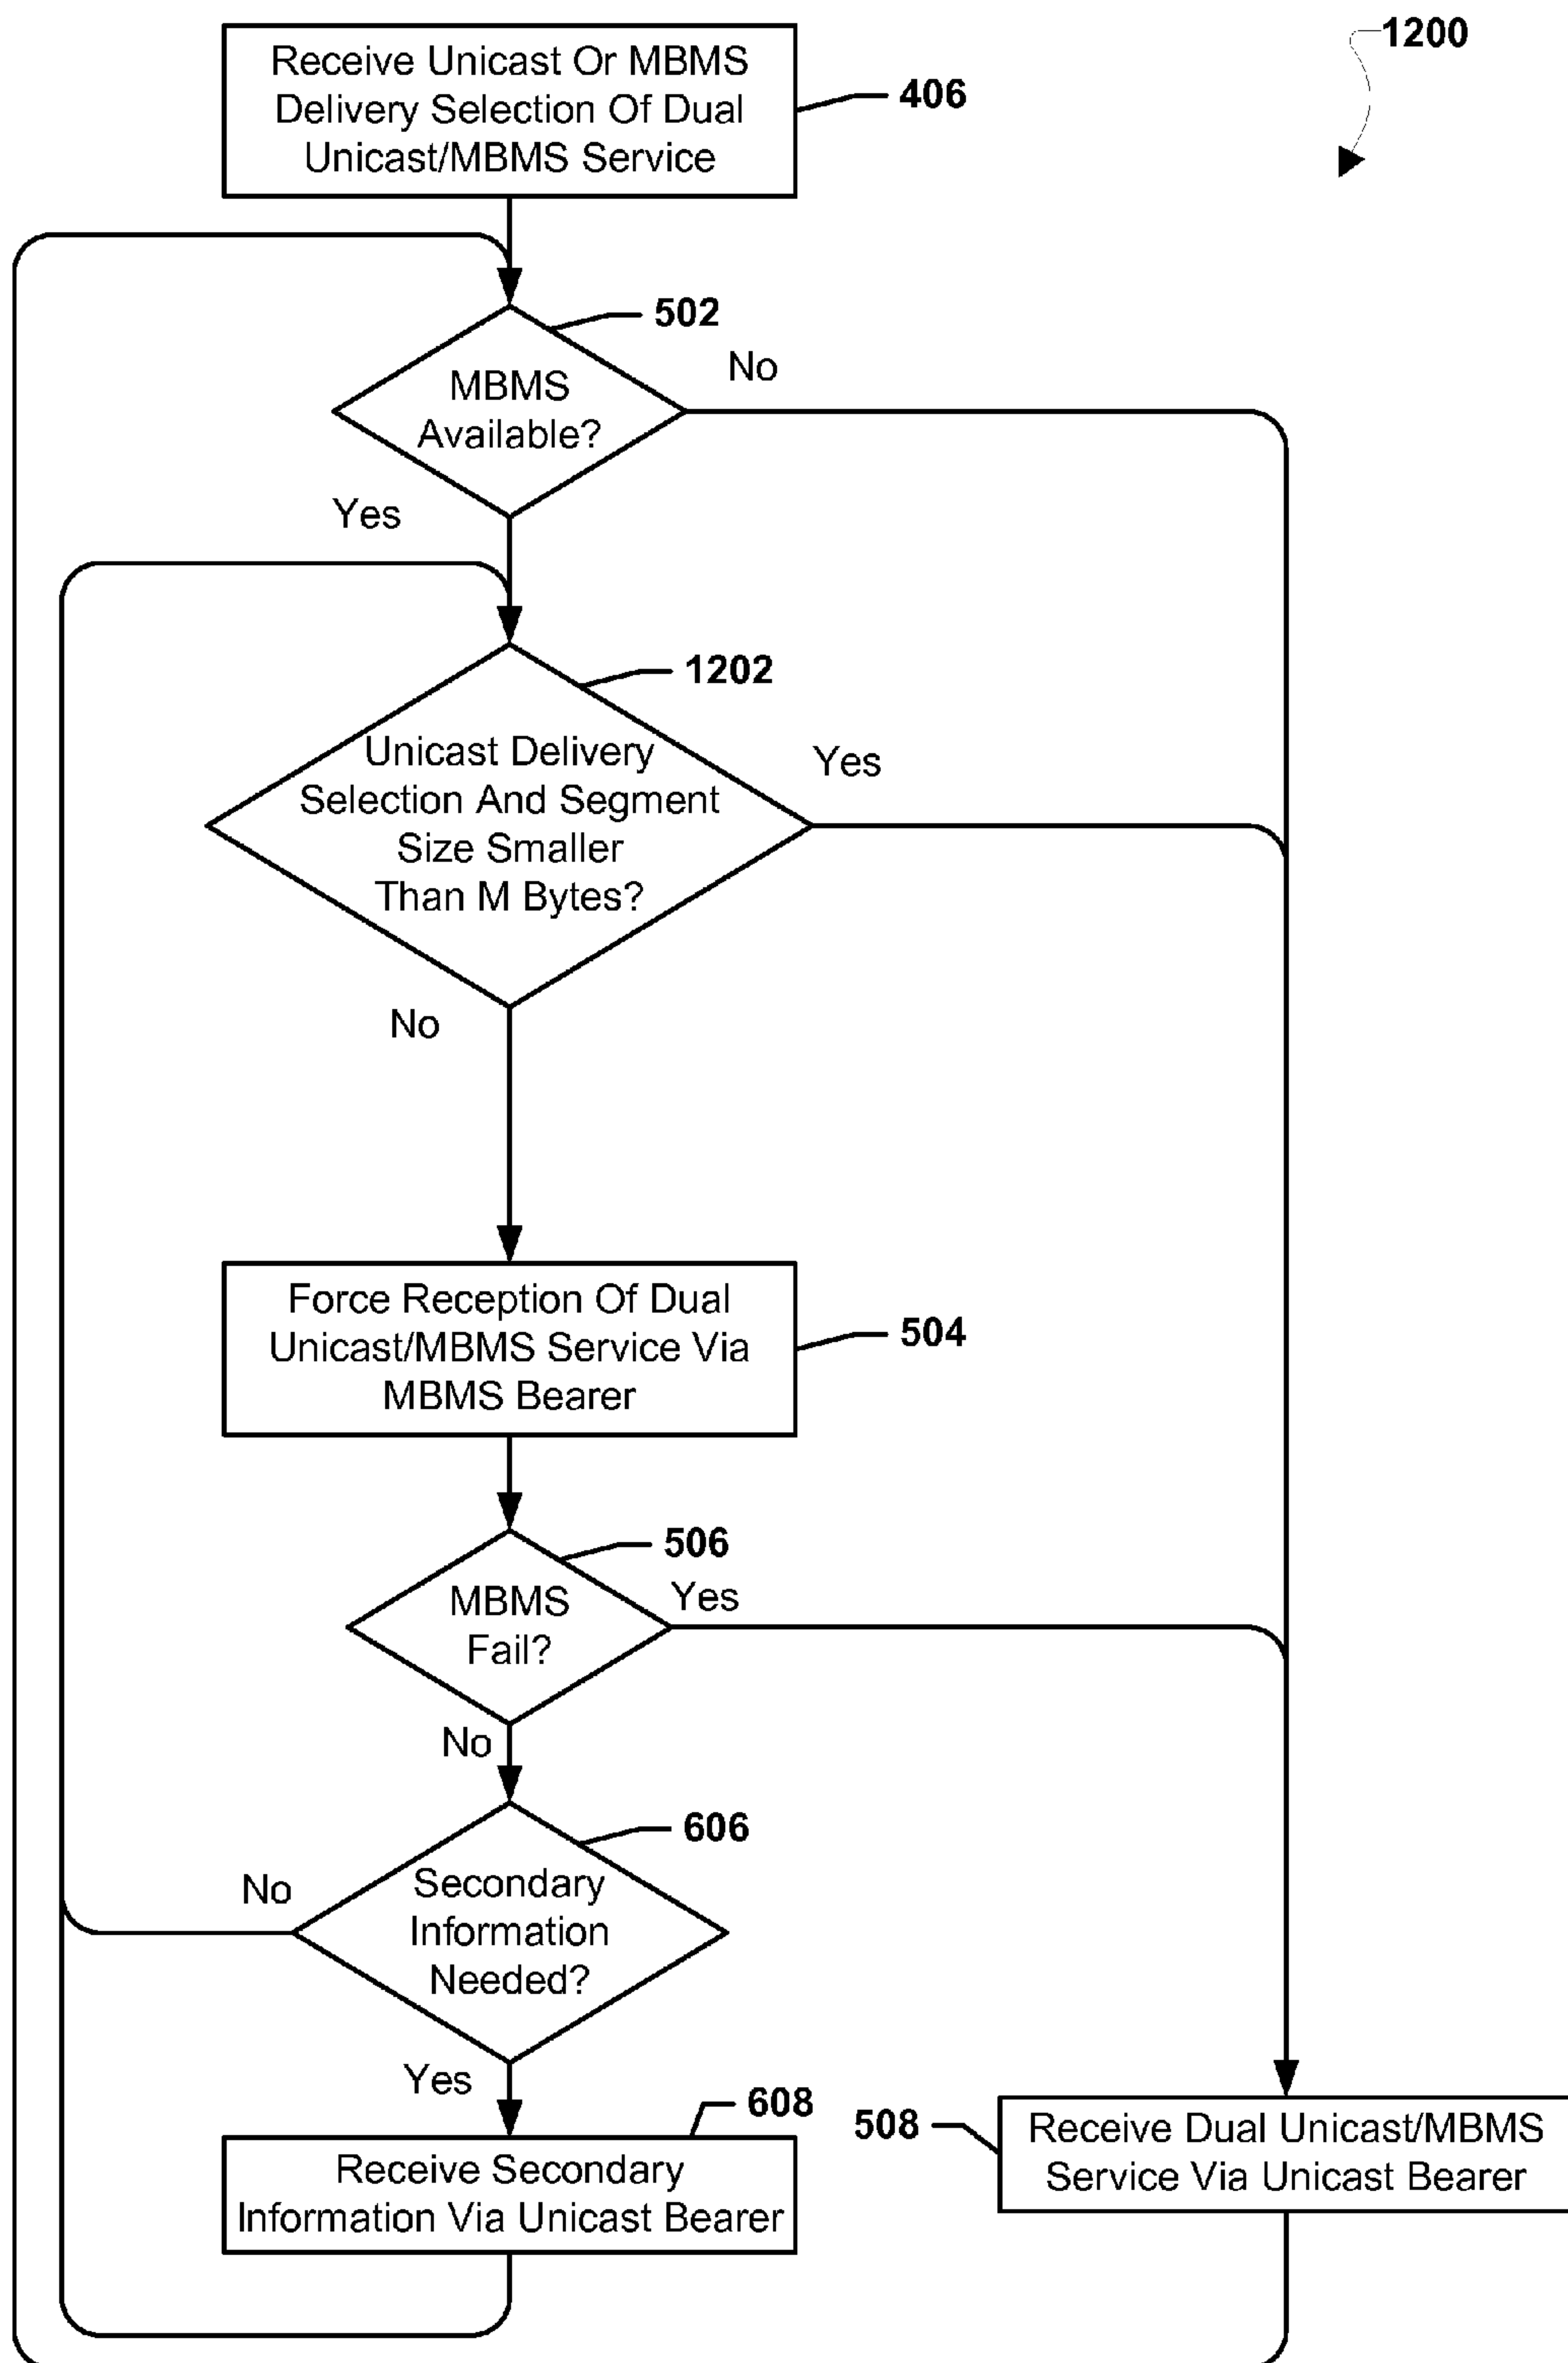 1200
Receive Unicast Or MBMS
Delivery Selection Of Dual
Unicast/MBMS Service
406
502
MBMS
Available?
No
Yes
1202
Unicast Delivery
Selection And Segment
Size Smaller
Than M Bytes?
Yes
No
Force Reception Of Dual
Unicast/MBMS Service Via
MBMS Bearer
504
506
MBMS
Fail?
Yes
No
606
Secondary
Information
Needed?
No
Yes
608
Receive Secondary
Information Via Unicast Bearer
508
Receive Dual Unicast/MBMS
Service Via Unicast Bearer